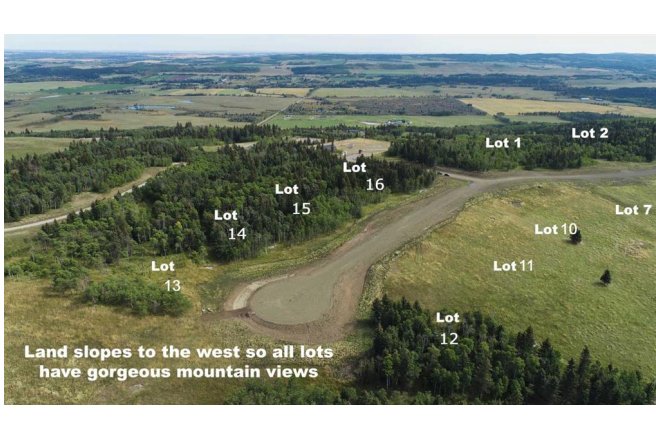 Lot 2
Lot 1
Lot
16
Lot
15
Lot 7
Lot
14
Lot 10
Lot 11
Lot
13
Lot
12
Land slopes to the west so all lots
have gorgeous mountain views